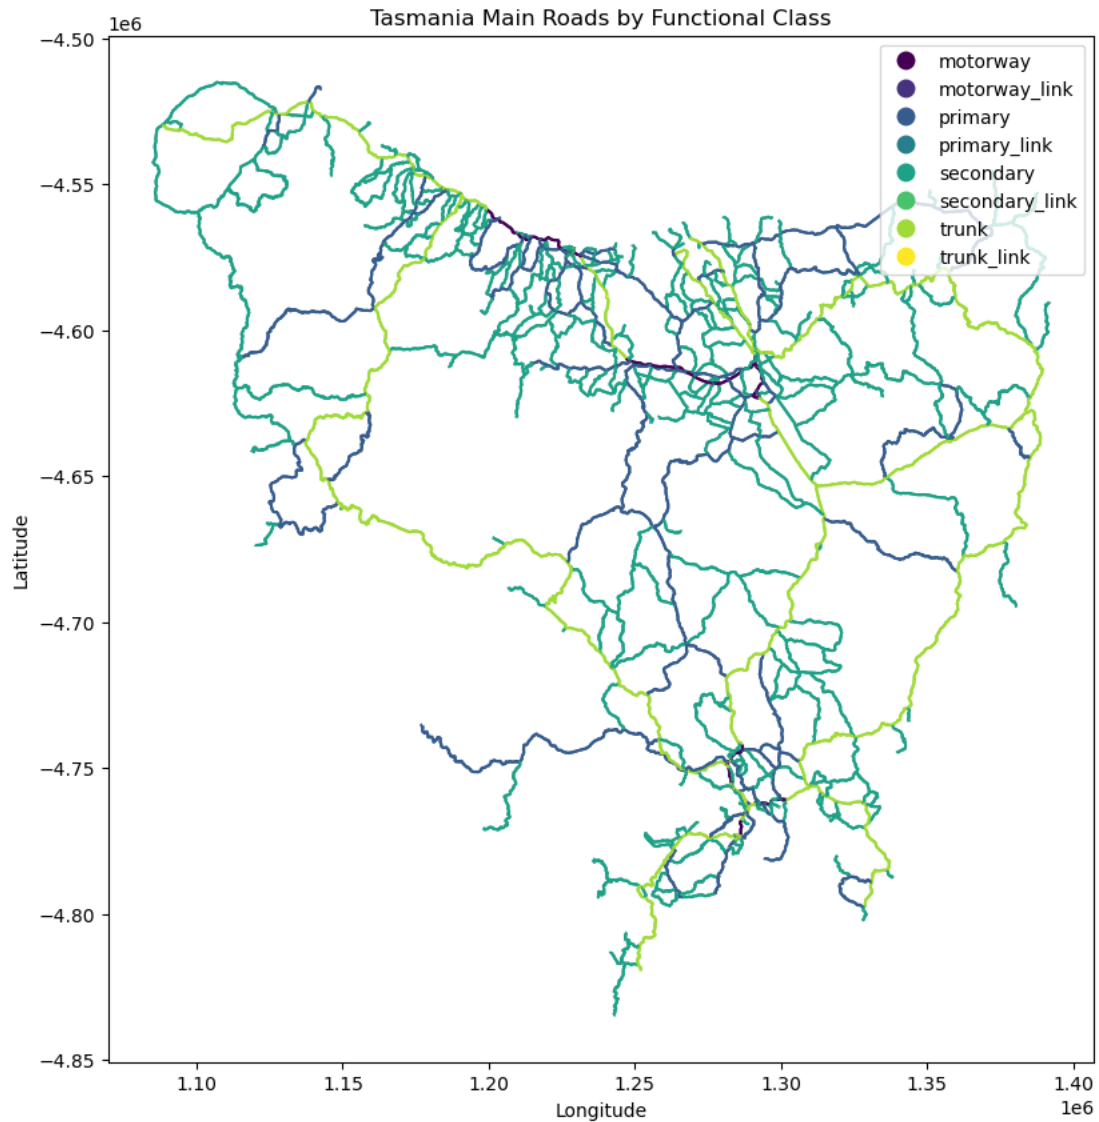 Tasmania Main Roads by Functional Class
1e6
−4.50
−4.55
−4.60
−4.65
−4.70
−4.75
−4.80
−4.85
Latitude
motorway
motorway_link
primary
primary_link
secondary
secondary_link
trunk
trunk_link
1.10 1.15 1.20 1.25 1.30 1.35 1.40
1e6
Longitude